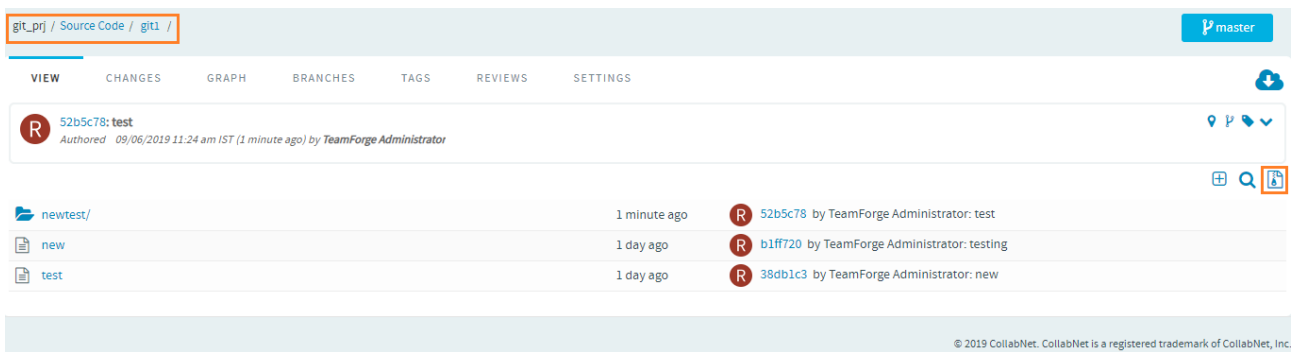 git_prj / Source Code / git1 /
master
VIEW CHANGES GRAPH BRANCHES TAGS REVIEWS SETTINGS
R
52b5c78: test
Authored 09/06/2019 11:24 am IST (1 minute ago) by TeamForge Administrator
newtest/ 1 minute ago R 52b5c78 by TeamForge Administrator: test
new 1 day ago R b1ff720 by TeamForge Administrator: testing
test 1 day ago R 38db1c3 by TeamForge Administrator: new
© 2019 CollabNet. CollabNet is a registered trademark of CollabNet, Inc.